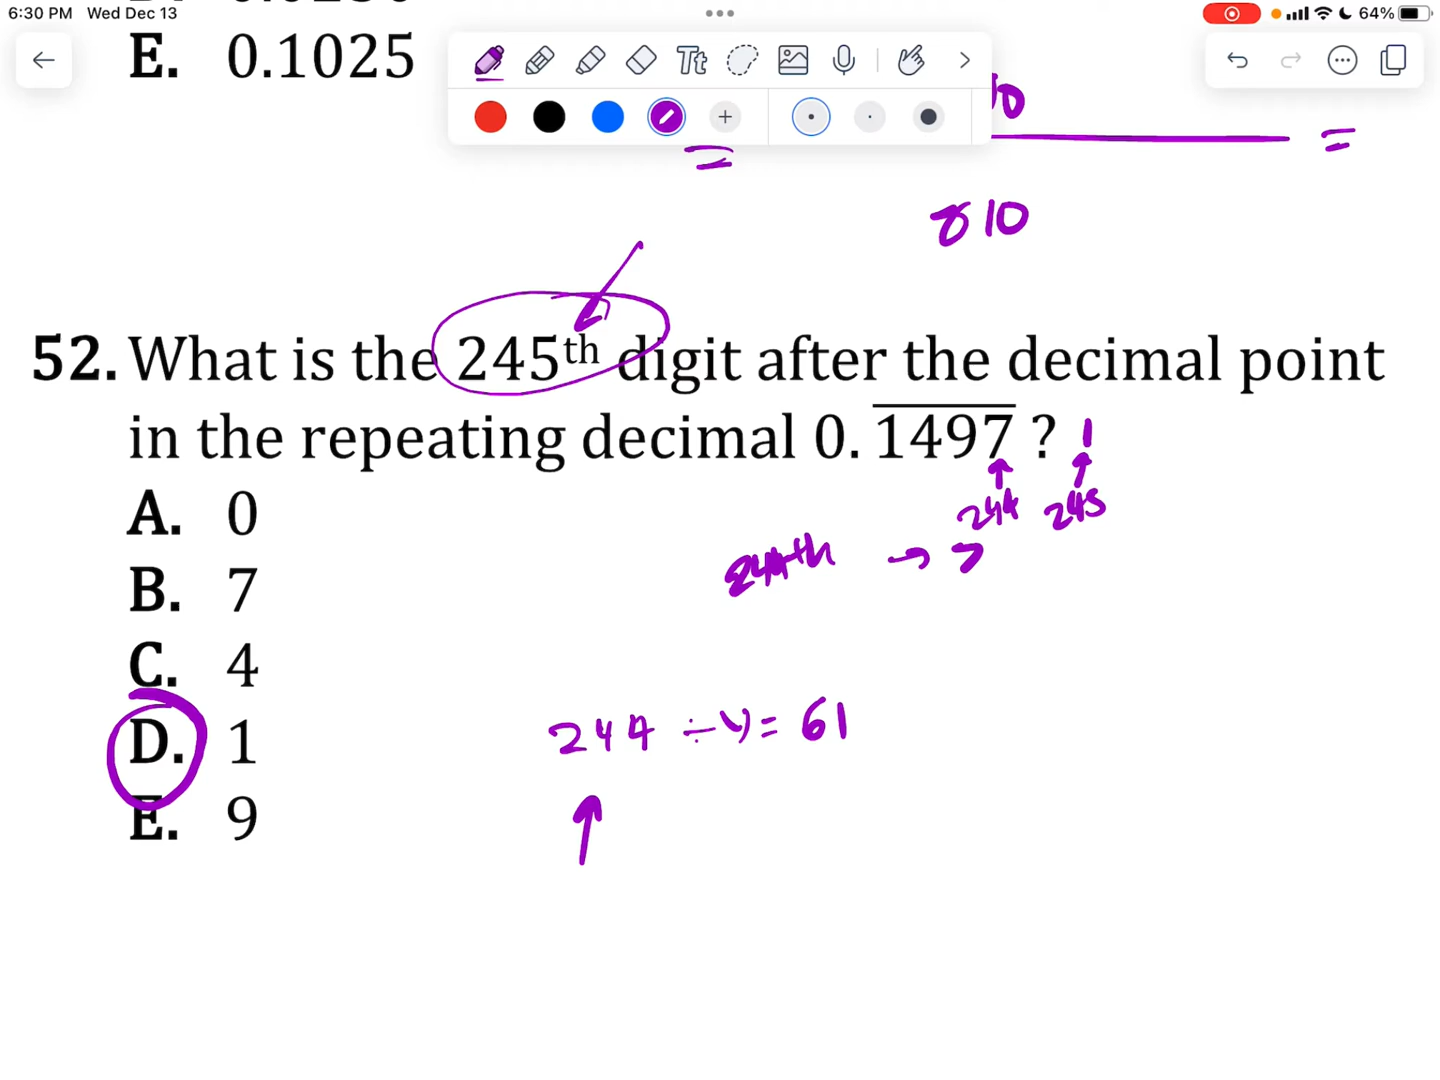 6:30 PM Wed Dec 13
64%
E. 0.1025
Tt
10
=
=
810
52. What is the 245th digit after the decimal point
in the repeating decimal 0. 1497 ? 1
244 245
244th → 7
A. 0
B. 7
C. 4
D. 1
E. 9
244 ÷ 4 = 61